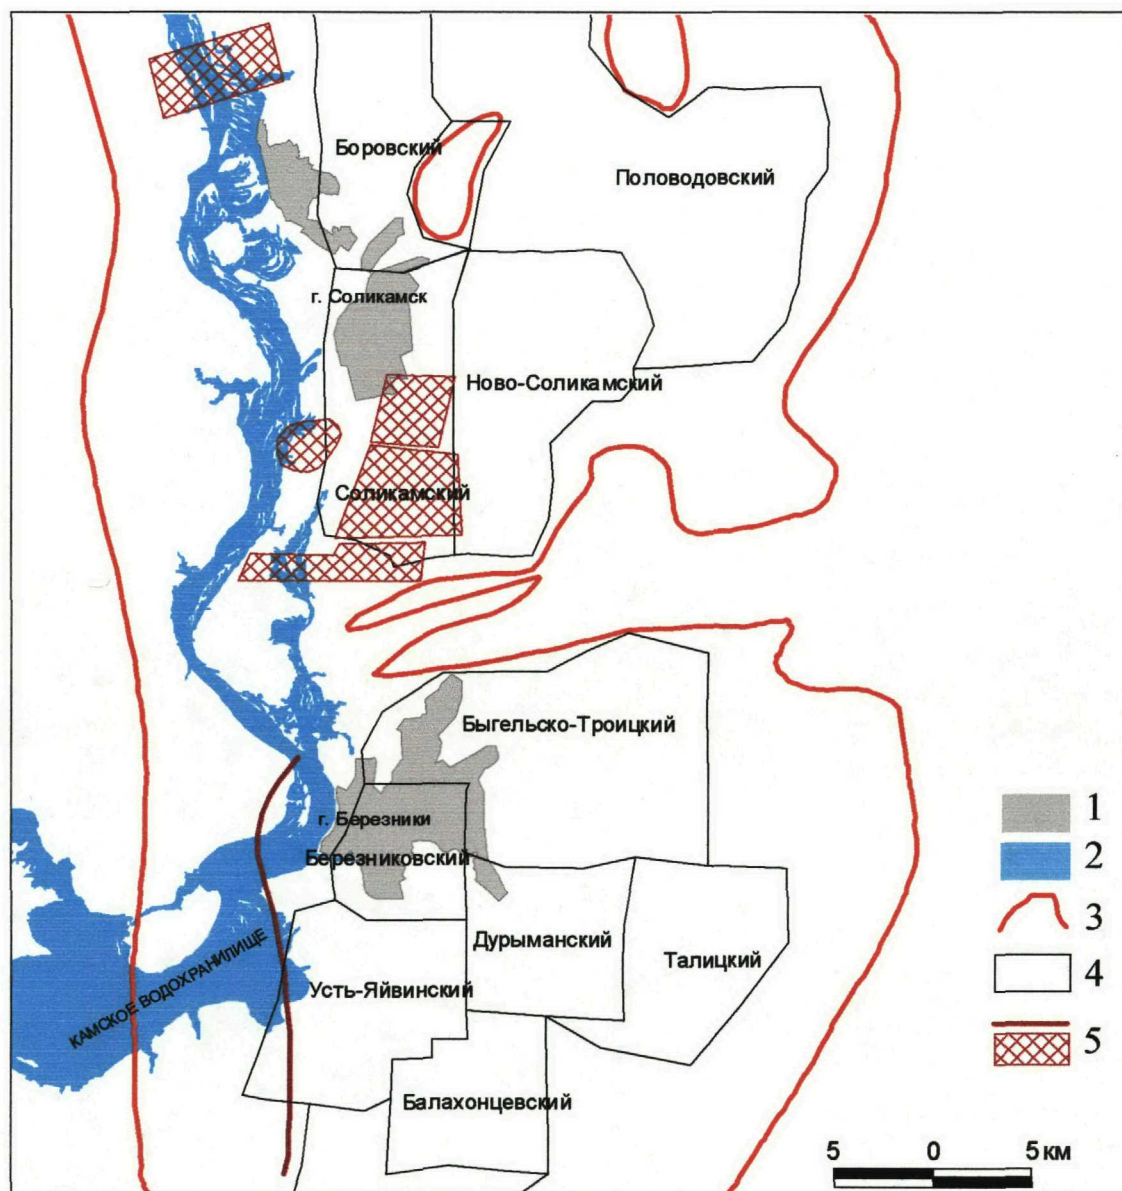 Боровский
Половодовский
г. Соликамск
Ново-Соликамский
Соликамский
Быгельско-Троицкий
г. Березники
Березниковский
КАМСКОЕ ВОДОХРАНИЛИЩЕ
Дурыманский
Талицкий
Усть-Яйвинский
Балахонцевский
1
2
3
4
5
5 0 5 км